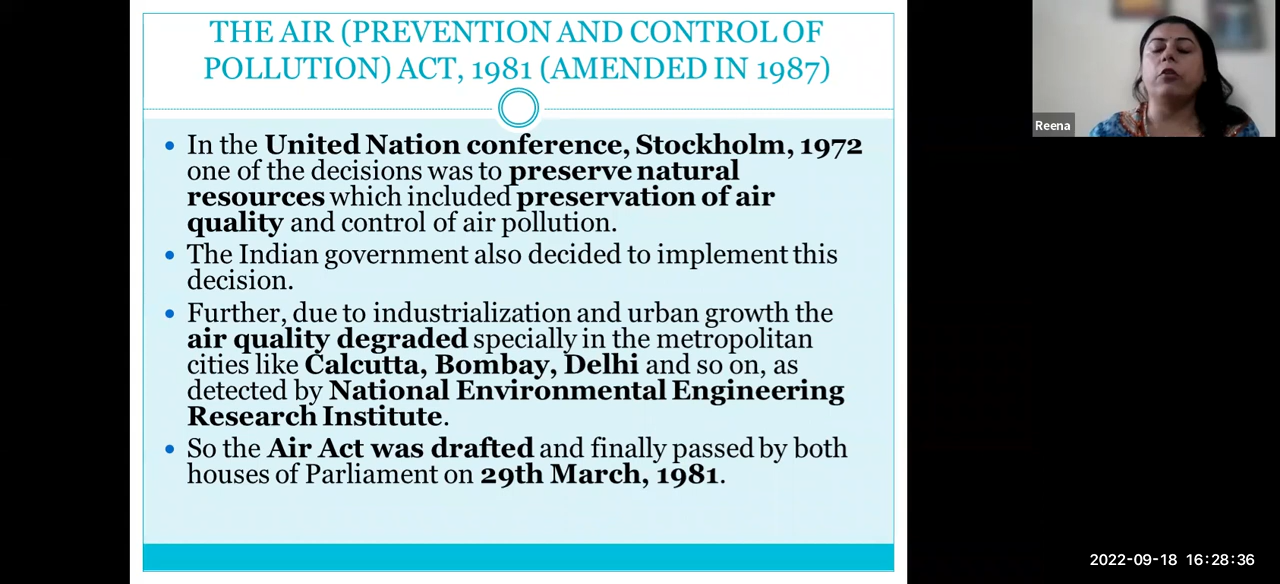 THE AIR (PREVENTION AND CONTROL OF
POLLUTION) ACT, 1981 (AMENDED IN 1987)
• In the United Nation conference, Stockholm, 1972
one of the decisions was to preserve natural
resources which included preservation of air
quality and control of air pollution.
• The Indian government also decided to implement this
decision.
• Further, due to industrialization and urban growth the
air quality degraded specially in the metropolitan
cities like Calcutta, Bombay, Delhi and so on, as
detected by National Environmental Engineering
Research Institute.
• So the Air Act was drafted and finally passed by both
houses of Parliament on 29th March, 1981.
Reena
2022-09-18 16:28:36